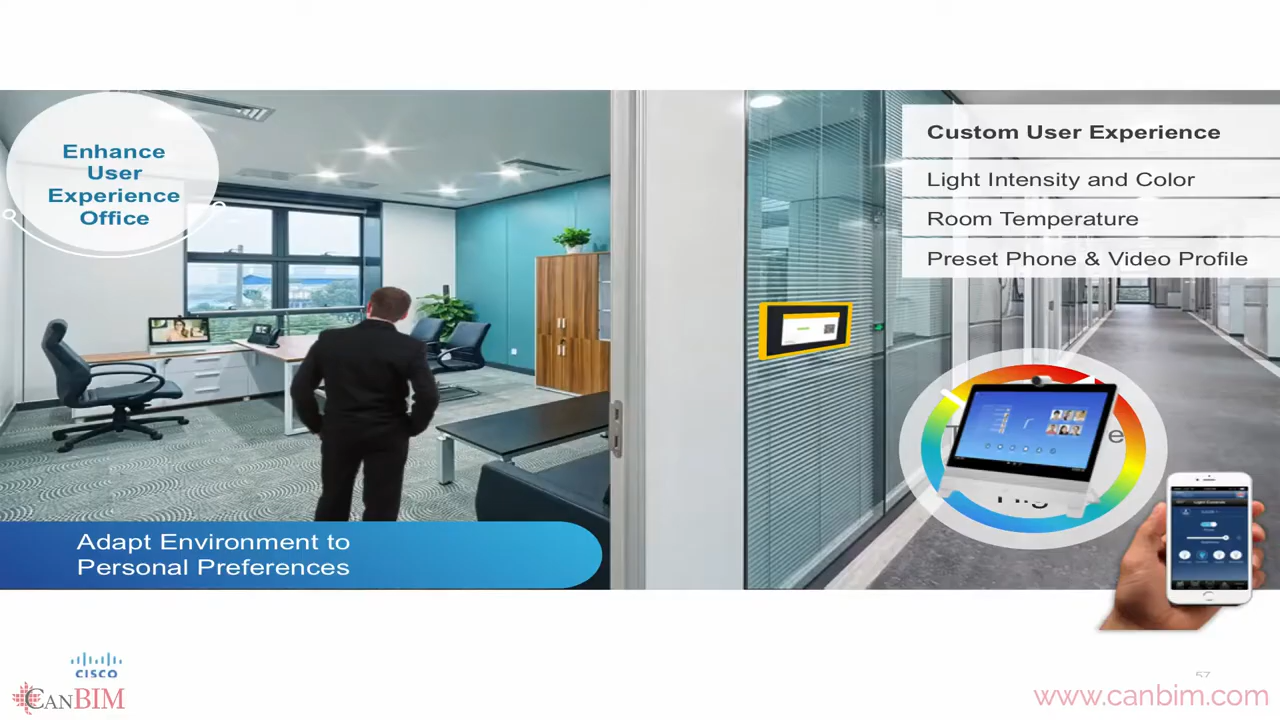 Enhance
User
Experience
Office
Custom User Experience
Light Intensity and Color
Room Temperature
Preset Phone & Video Profile
Adapt Environment to
Personal Preferences
CISCO
CANBIM
57
www.canbim.com